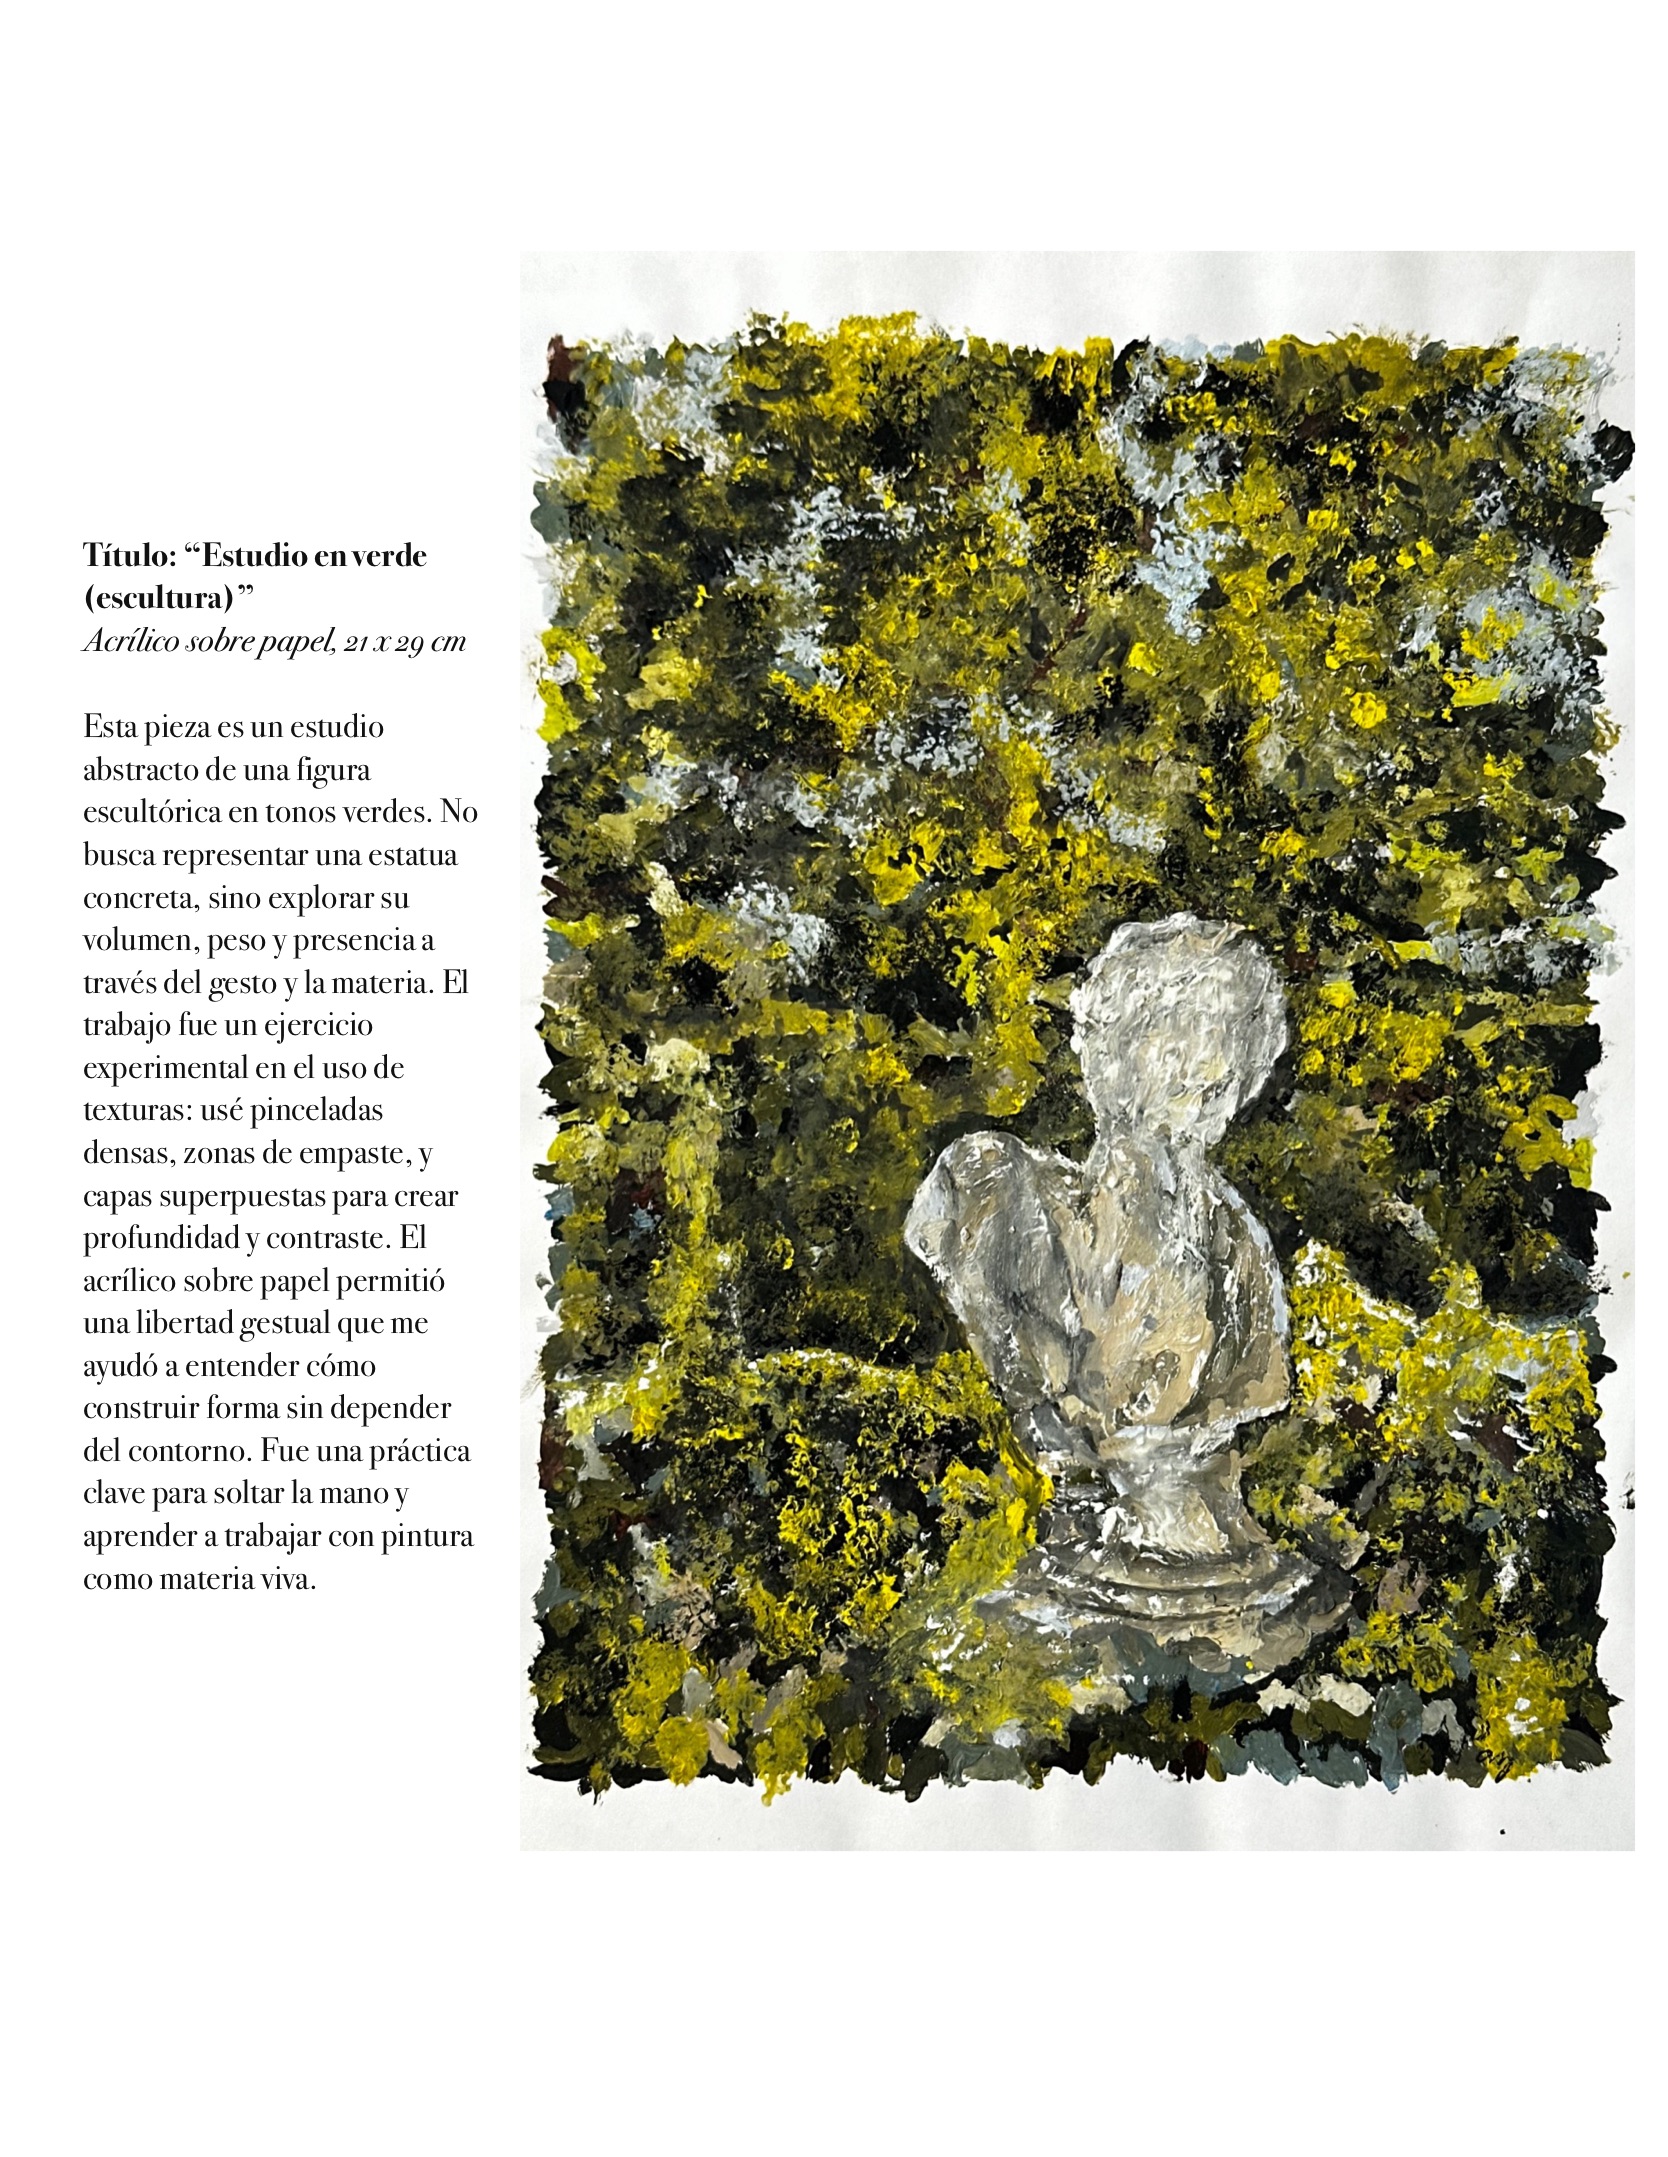 Título: “Estudio en verde
(escultura)”
Acrílico sobre papel, 21 x 29 cm
Esta pieza es un estudio
abstracto de una figura
escultórica en tonos verdes. No
busca representar una estatua
concreta, sino explorar su
volumen, peso y presencia a
través del gesto y la materia. El
trabajo fue un ejercicio
experimental en el uso de
texturas: usé pinceladas
densas, zonas de empaste, y
capas superpuestas para crear
profundidad y contraste. El
acrílico sobre papel permitió
una libertad gestual que me
ayudó a entender cómo
construir forma sin depender
del contorno. Fue una práctica
clave para soltar la mano y
aprender a trabajar con pintura
como materia viva.